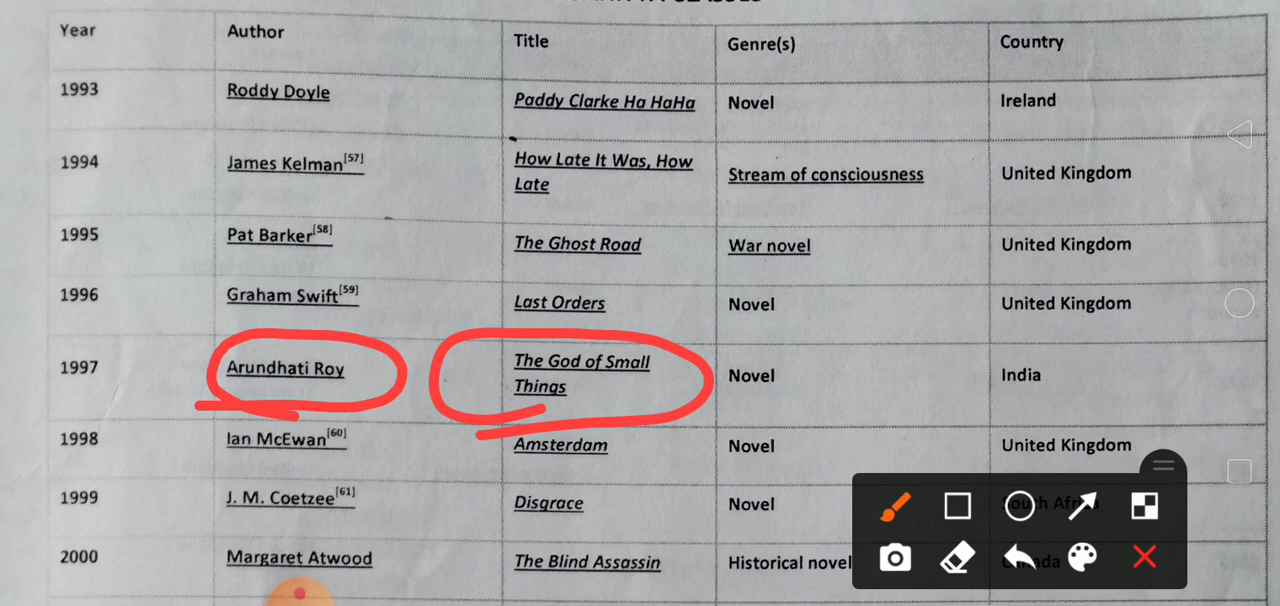 Year Author Title Genre(s) Country
1993 Roddy Doyle Paddy Clarke Ha HaHa Novel Ireland
1994 James Kelman[57] How Late It Was, How
Late Stream of consciousness United Kingdom
1995 Pat Barker[58] The Ghost Road War novel United Kingdom
1996 Graham Swift[59] Last Orders Novel United Kingdom
1997 Arundhati Roy The God of Small
Things Novel India
1998 Ian McEwan[60] Amsterdam Novel United Kingdom
1999 J. M. Coetzee[61] Disgrace Novel South Africa
2000 Margaret Atwood The Blind Assassin Historical novel Canada